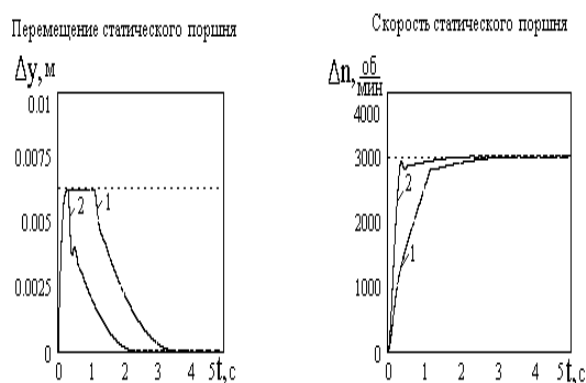 Перемещение статического поршня
Δy, м
0.01
0.0075
0.005
0.0025
0
2
1
0 1 2 3 4 5t, с
Скорость статического поршня
Δn, об/мин
4000
3000
2000
1000
0
2
1
0 1 2 3 4 5t, с